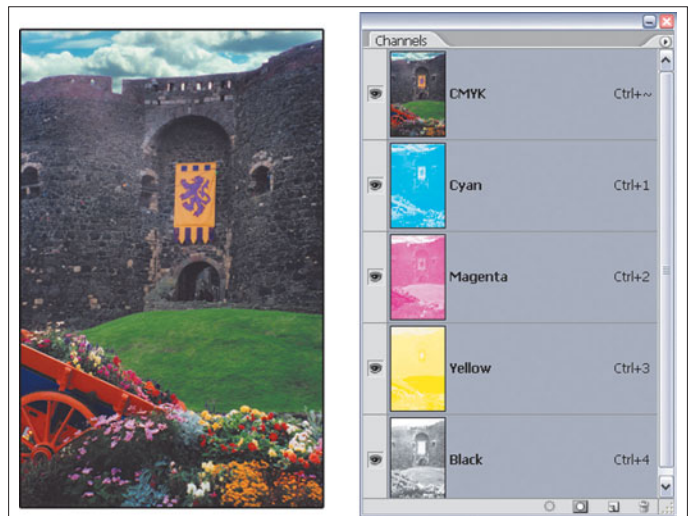 Channels
CMYK Ctrl+~
Cyan Ctrl+1
Magenta Ctrl+2
Yellow Ctrl+3
Black Ctrl+4